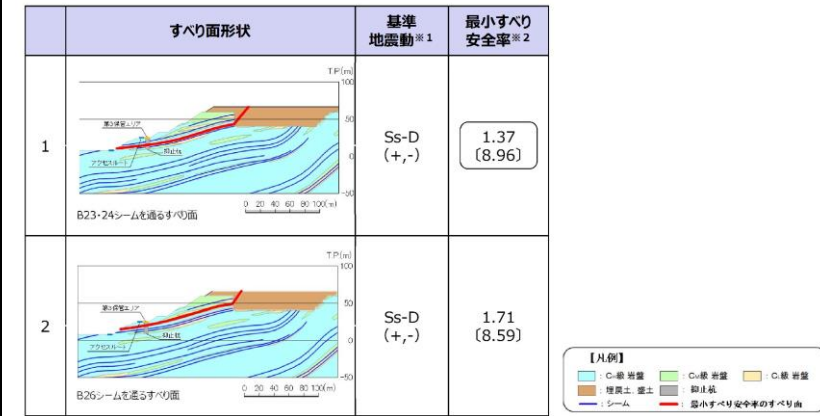 すべり面形状
基準
地震動※1
最小すべり
安全率※2
1
T.P.(m)
100
50
0
-50
第3保管エリア
抑止杭
アクセスルート
0 20 40 60 80 100(m)
B23・24シームを通るすべり面
Ss-D
(+,-)
1.37
〔8.96〕
2
T.P.(m)
100
50
0
-50
第3保管エリア
抑止杭
アクセスルート
0 20 40 60 80 100(m)
B26シームを通るすべり面
Ss-D
(+,-)
1.71
〔8.59〕
【凡例】
: CH級 岩盤
: CM級 岩盤
: CL級 岩盤
: 埋戻土, 盛土
: 抑止杭
: シーム
: 最小すべり安全率のすべり面